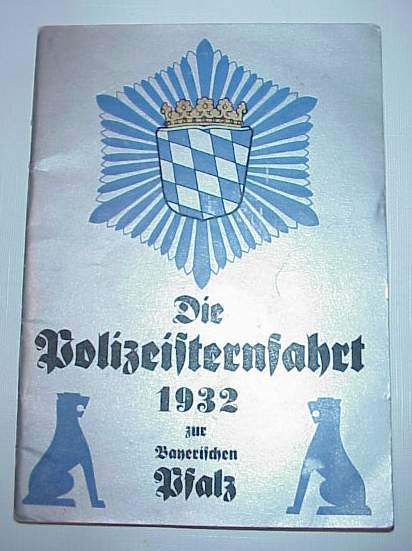 Die
Polizeisternfahrt
1932
zur
Bayerischen
Pfalz